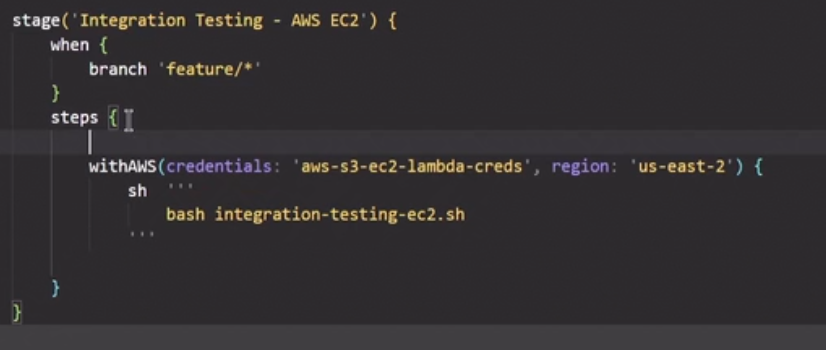 stage('Integration Testing - AWS EC2') {
    when {
        branch 'feature/*'
    }
    steps {
        withAWS(credentials: 'aws-s3-ec2-lambda-creds', region: 'us-east-2') {
            sh '''
                bash integration-testing-ec2.sh
            '''
    }
}